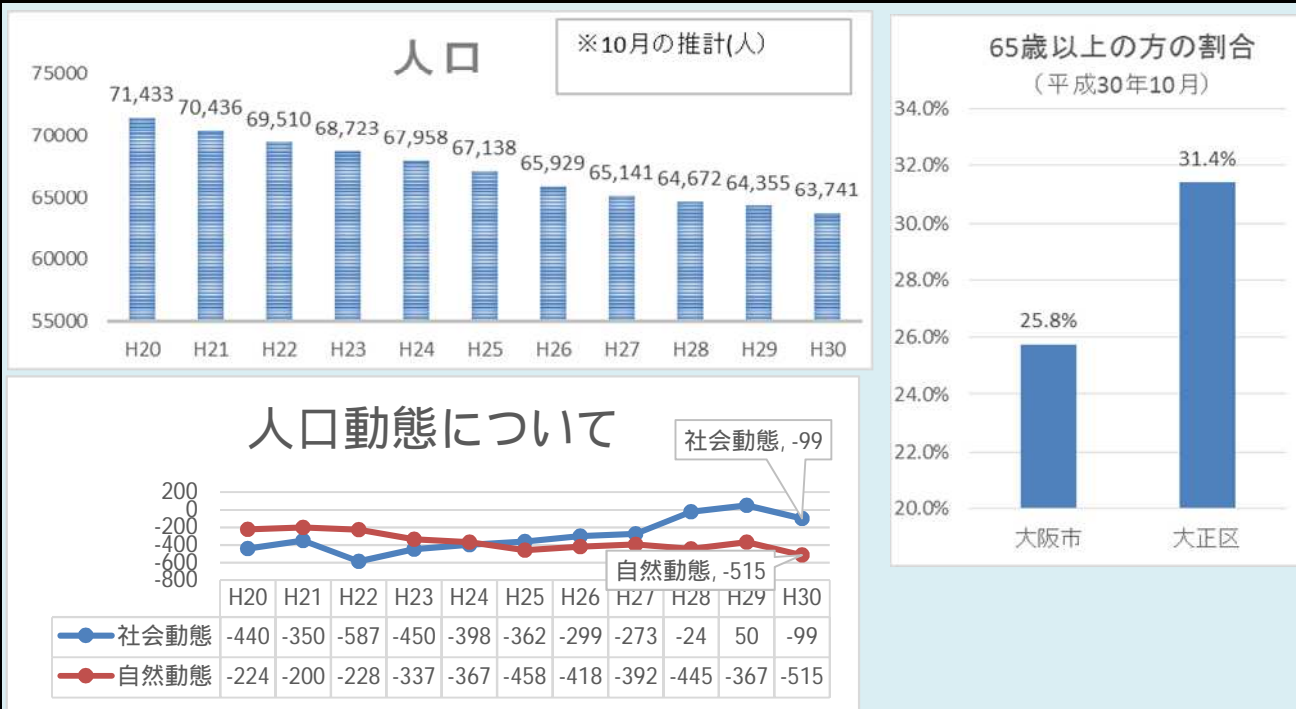 人口
※10月の推計(人)
75000
70000
65000
60000
55000
71,433
70,436
69,510
68,723
67,958
67,138
65,929
65,141
64,672
64,355
63,741
H20 H21 H22 H23 H24 H25 H26 H27 H28 H29 H30
65歳以上の方の割合
(平成30年10月)
34.0%
32.0%
30.0%
28.0%
26.0%
24.0%
22.0%
20.0%
25.8%
31.4%
大阪市 大正区
人口動態について
社会動態, -99
200
0
-200
-400
-600
-800
自然動態, -515
H20 H21 H22 H23 H24 H25 H26 H27 H28 H29 H30
社会動態 -440 -350 -587 -450 -398 -362 -299 -273 -24 50 -99
自然動態 -224 -200 -228 -337 -367 -458 -418 -392 -445 -367 -515